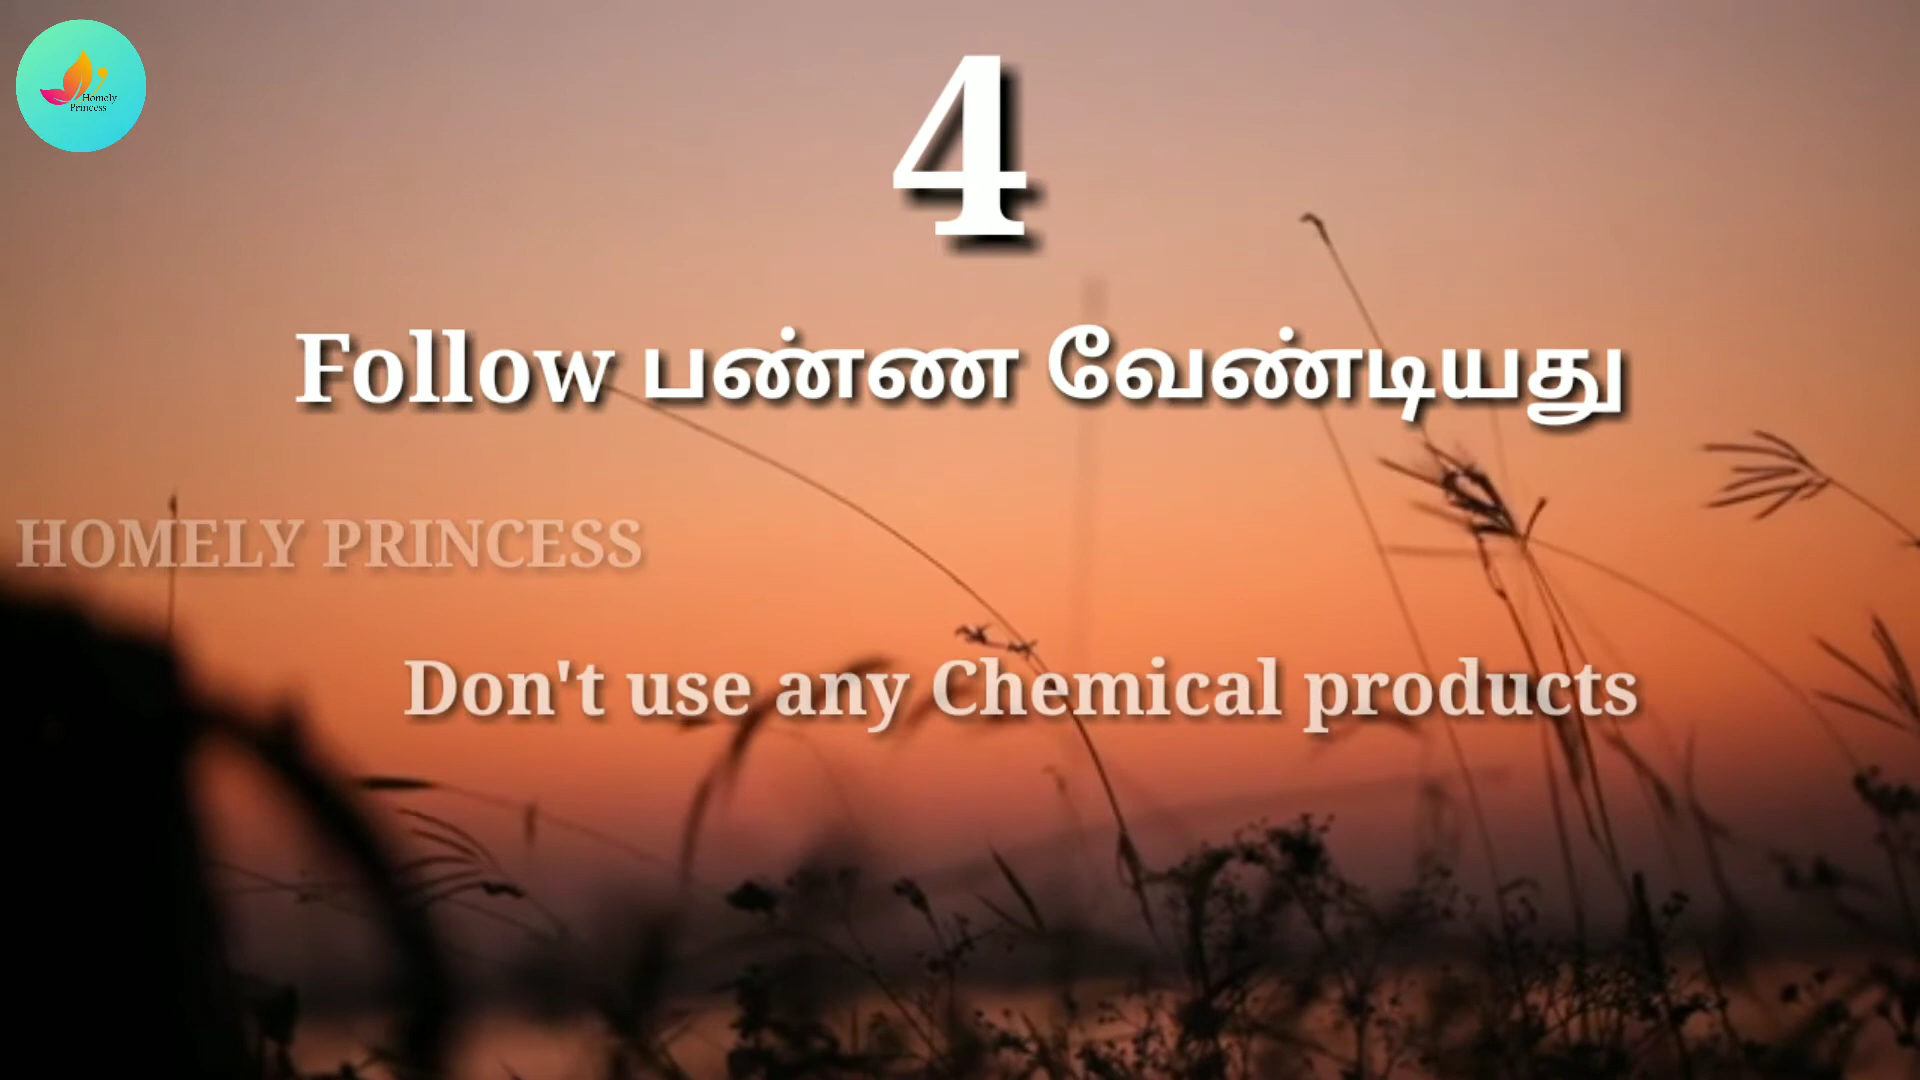 Homely
Princess
4
Follow பண்ண வேண்டியது
HOMELY PRINCESS
Don't use any Chemical products